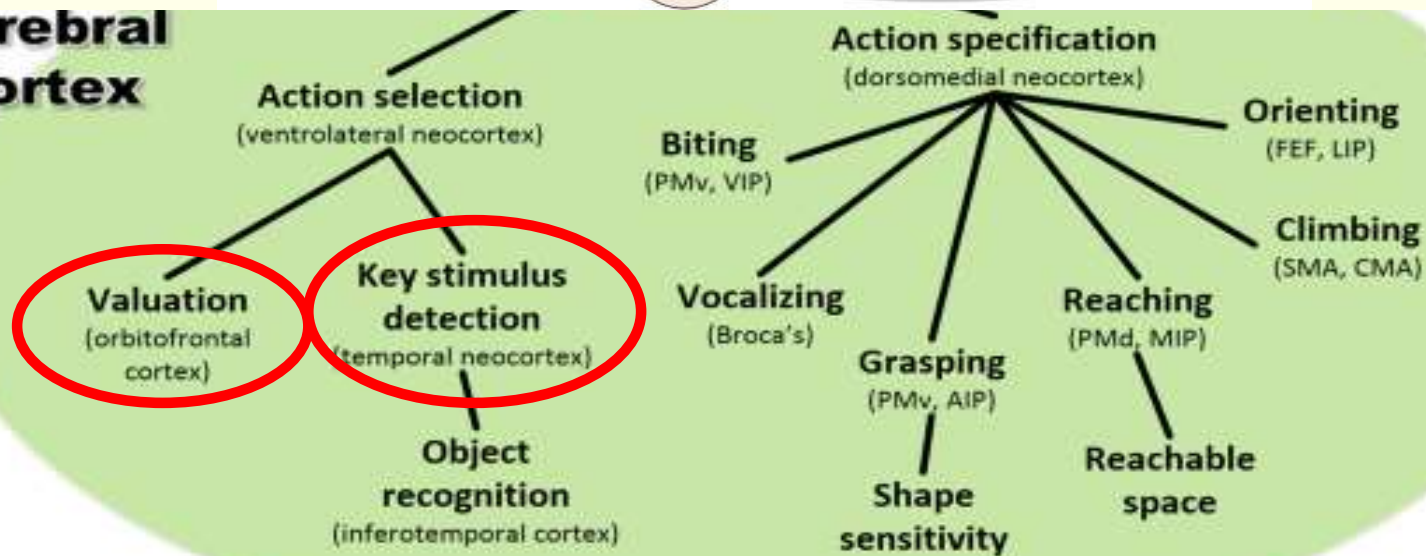 rebral
ortex
Action selection
(ventrolateral neocortex)
Valuation
(orbitofrontal
cortex)
Key stimulus
detection
(temporal neocortex)
Object
recognition
(inferotemporal cortex)
Action specification
(dorsomedial neocortex)
Biting
(PMv, VIP)
Vocalizing
(Broca's)
Grasping
(PMv, AIP)
Shape
sensitivity
Reaching
(PMd, MIP)
Reachable
space
Climbing
(SMA, CMA)
Orienting
(FEF, LIP)